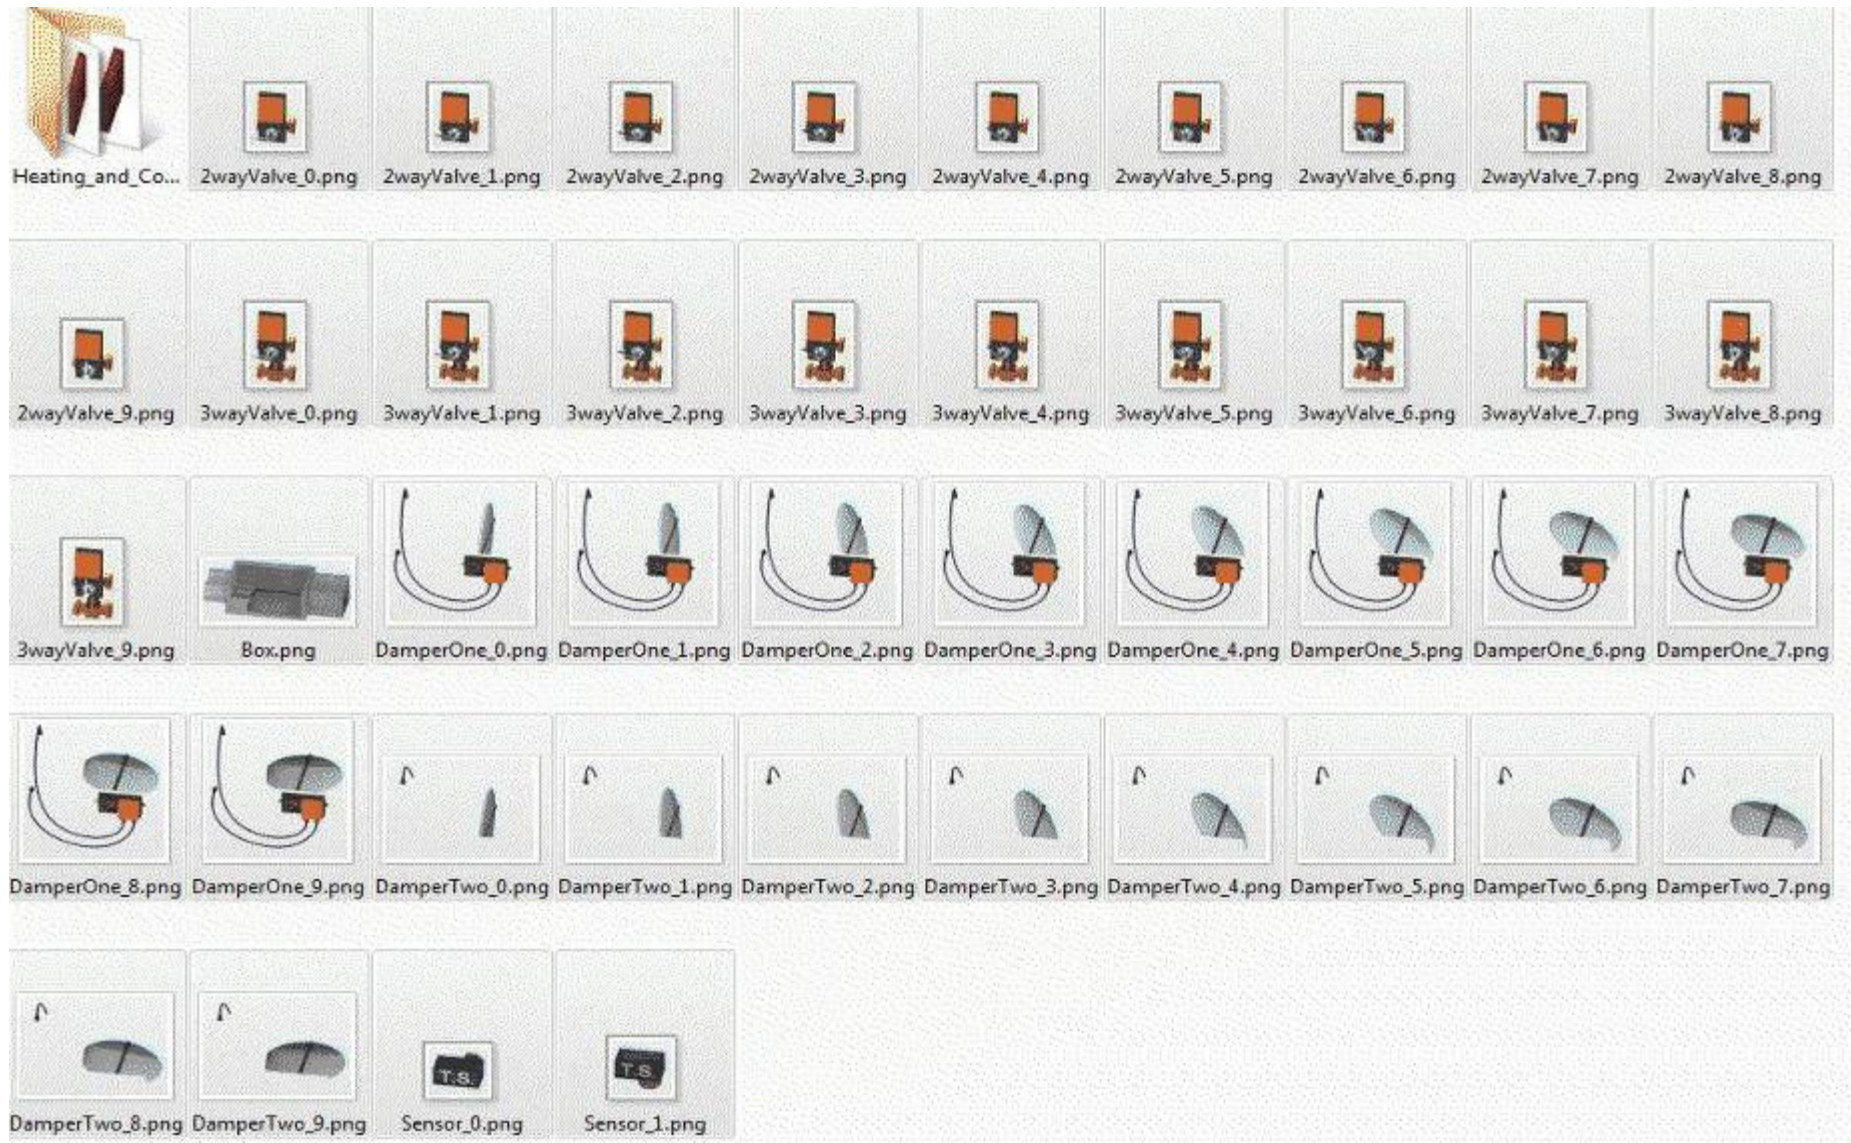 Heating_and_Co... 2wayValve_0.png 2wayValve_1.png 2wayValve_2.png 2wayValve_3.png 2wayValve_4.png 2wayValve_5.png 2wayValve_6.png 2wayValve_7.png 2wayValve_8.png
2wayValve_9.png 3wayValve_0.png 3wayValve_1.png 3wayValve_2.png 3wayValve_3.png 3wayValve_4.png 3wayValve_5.png 3wayValve_6.png 3wayValve_7.png 3wayValve_8.png
3wayValve_9.png Box.png DamperOne_0.png DamperOne_1.png DamperOne_2.png DamperOne_3.png DamperOne_4.png DamperOne_5.png DamperOne_6.png DamperOne_7.png
DamperOne_8.png DamperOne_9.png DamperTwo_0.png DamperTwo_1.png DamperTwo_2.png DamperTwo_3.png DamperTwo_4.png DamperTwo_5.png DamperTwo_6.png DamperTwo_7.png
T.S. T.S.
DamperTwo_8.png DamperTwo_9.png Sensor_0.png Sensor_1.png